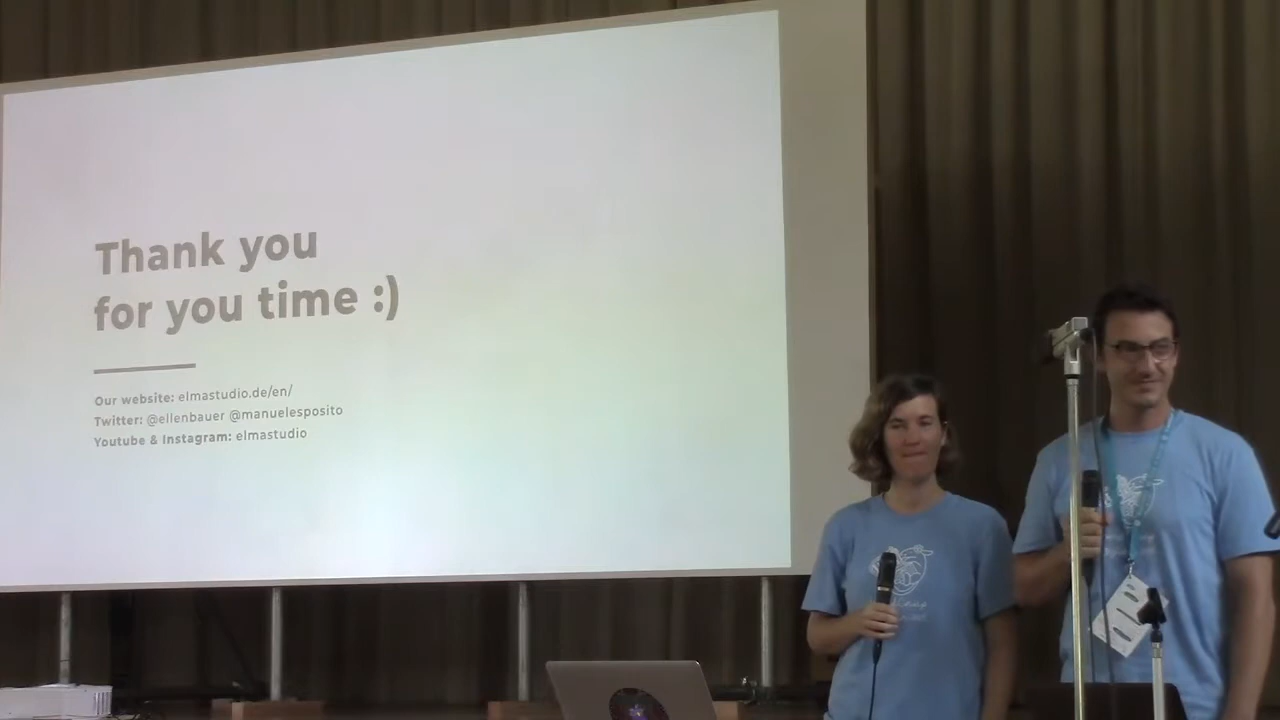 Thank you
for you time :)
Our website: elmastudio.de/en/
Twitter: @ellenbauer @manuelesposito
Youtube & Instagram: elmastudio